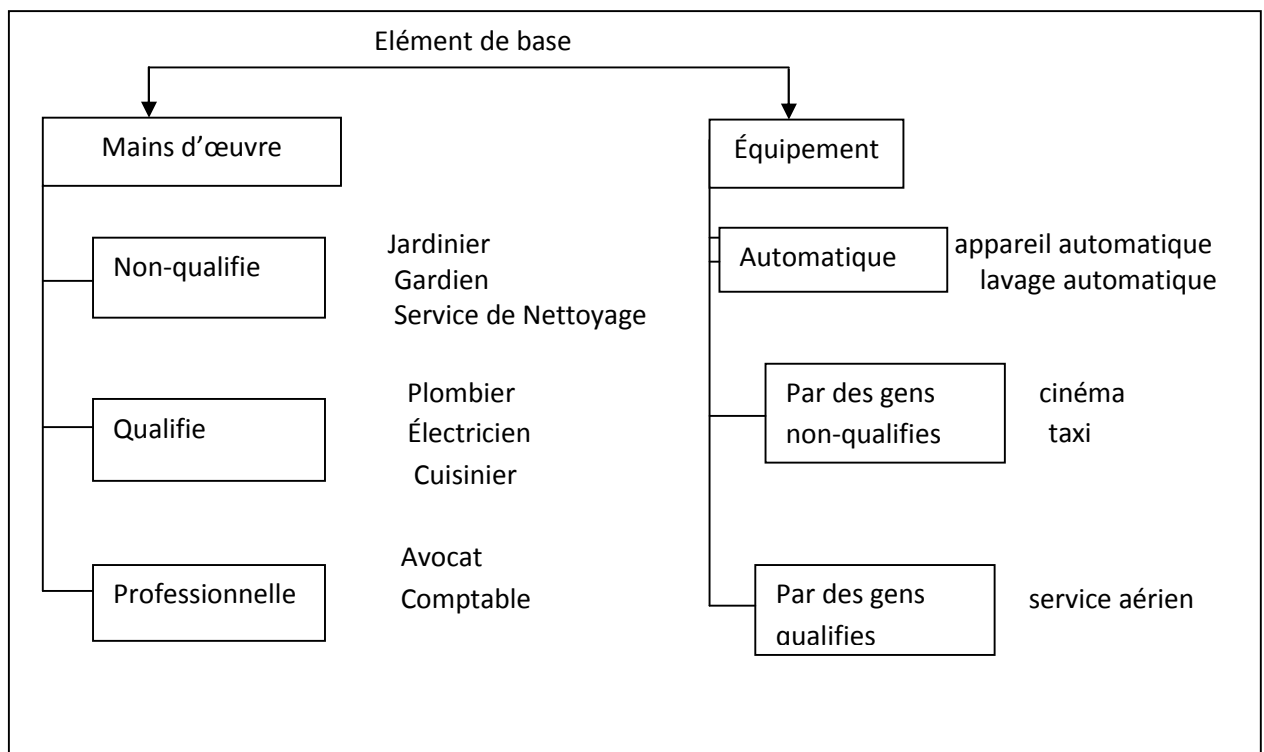 Elément de base
Mains d'œuvre
Non-qualifie
Jardinier
Gardien
Service de Nettoyage
Qualifie
Plombier
Électricien
Cuisinier
Professionnelle
Avocat
Comptable
Équipement
Automatique
appareil automatique
lavage automatique
Par des gens
non-qualifies
cinéma
taxi
Par des gens
qualifies
service aérien